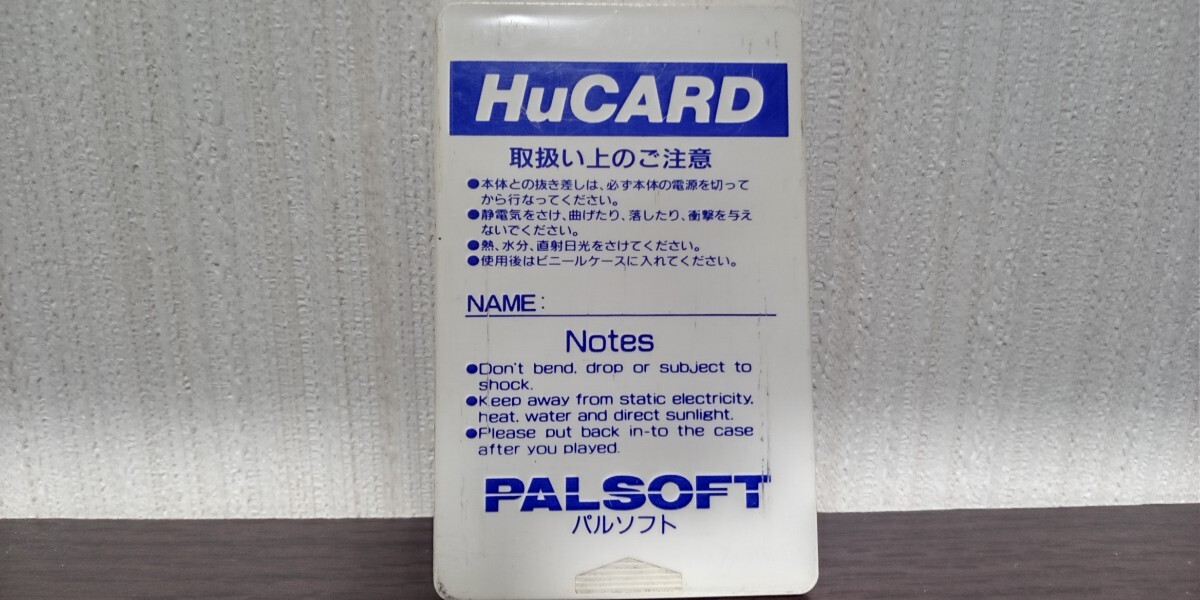 HuCARD
取扱い上のご注意
●本体との抜き差しは、必ず本体の電源を切って
から行なってください。
●静電気をさけ、曲げたり、落したり、衝撃を与え
ないでください。
●熱、水分、直射日光をさけてください。
●使用後はビニールケースに入れてください。
NAME:
Notes
●Don't bend, drop or subject to
shock.
●Keep away from static electricity,
heat, water and direct sunlight.
●Please put back in-to the case
after you played.
PALSOFT
パルソフト